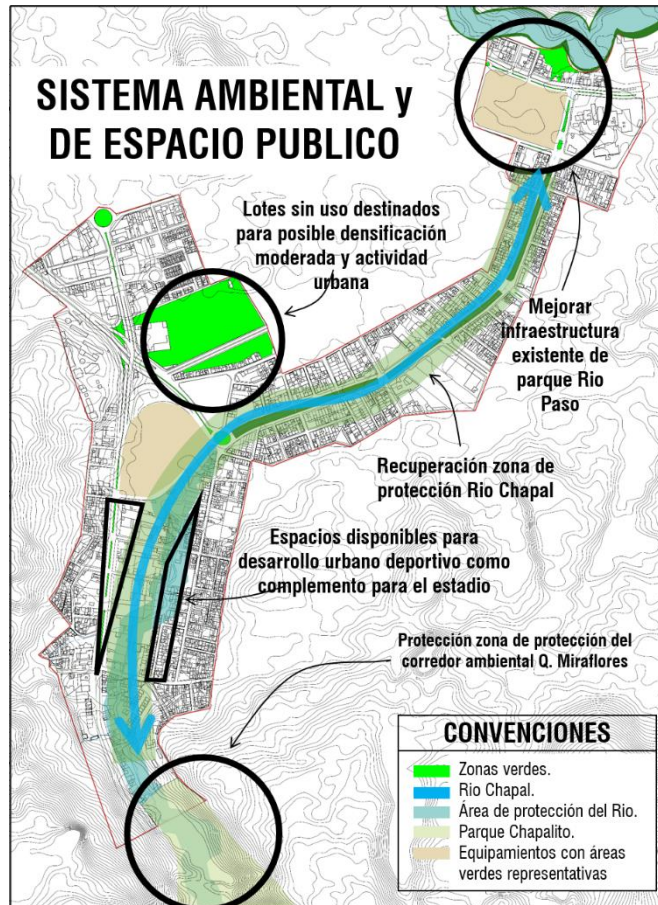 SISTEMA AMBIENTAL y
DE ESPACIO PUBLICO
Lotes sin uso destinados
para posible densificación
moderada y actividad
urbana
Mejorar
infraestructura
existente de
parque Rio
Paso
Recuperación zona de
protección Rio Chapal
Espacios disponibles para
desarrollo urbano deportivo como
complemento para el estadio
Protección zona de protección del
corredor ambiental Q. Miraflores
CONVENCIONES
Zonas verdes.
Rio Chapal.
Área de protección del Rio.
Parque Chapalito.
Equipamientos con áreas
verdes representativas